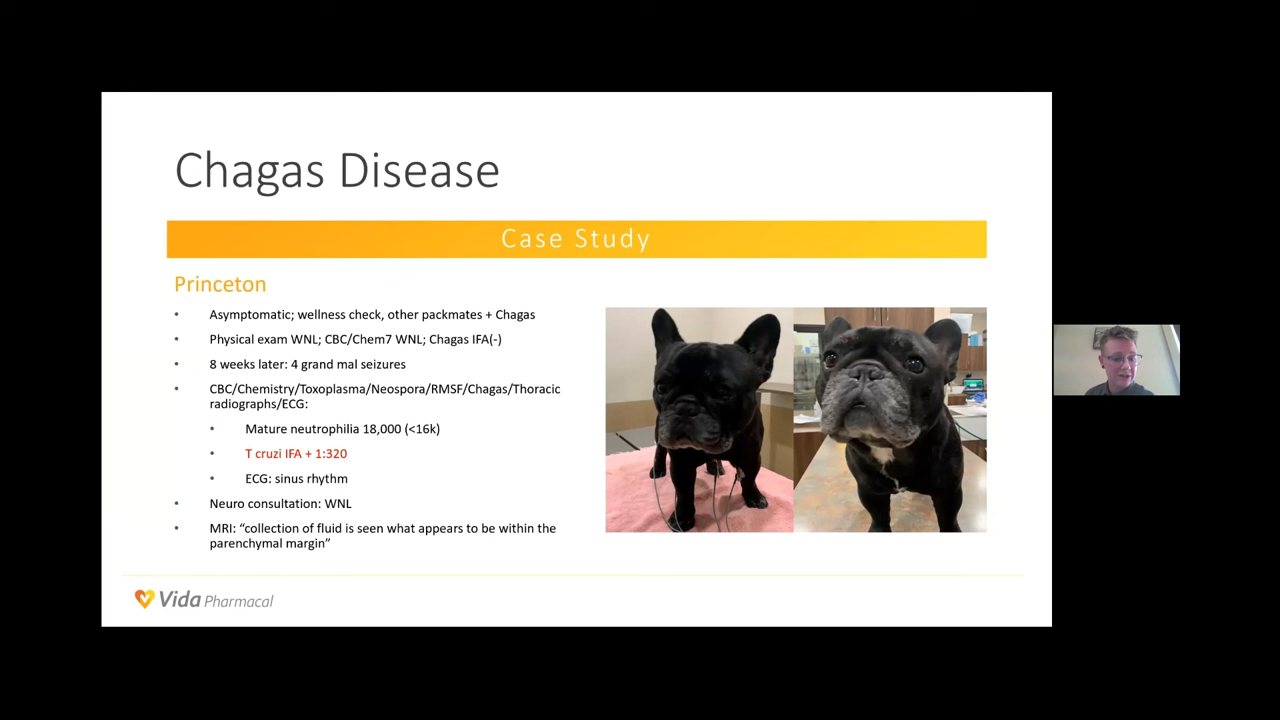 Chagas Disease
Case Study
Princeton
• Asymptomatic; wellness check, other packmates + Chagas
• Physical exam WNL; CBC/Chem7 WNL; Chagas IFA(-)
• 8 weeks later: 4 grand mal seizures
• CBC/Chemistry/Toxoplasma/Neospora/RMSF/Chagas/Thoracic
radiographs/ECG:
• Mature neutrophilia 18,000 (<16k)
• T cruzi IFA + 1:320
• ECG: sinus rhythm
• Neuro consultation: WNL
• MRI: “collection of fluid is seen what appears to be within the
parenchymal margin”
Vida Pharmacal